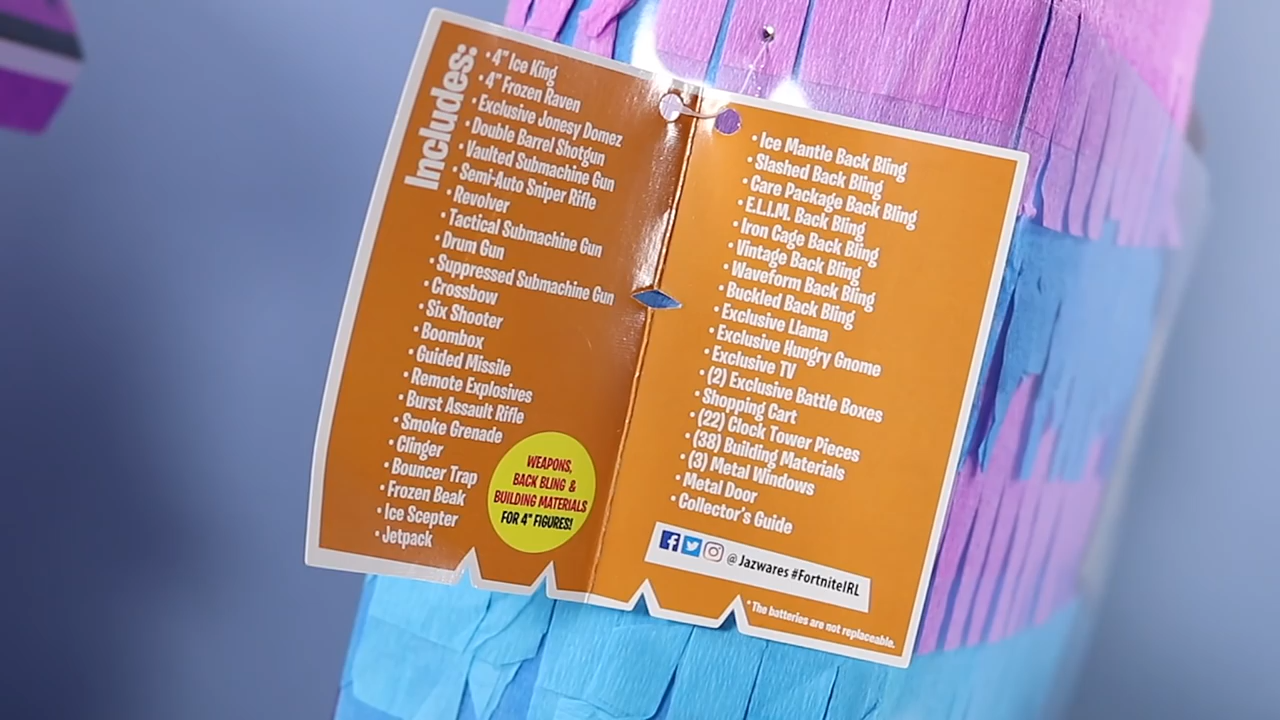 Includes:
• 4" Ice King
• 4" Frozen Raven
• Exclusive Jonesy Domez
• Double Barrel Shotgun
• Vaulted Submachine Gun
• Semi-Auto Sniper Rifle
• Revolver
• Tactical Submachine Gun
• Drum Gun
• Suppressed Submachine Gun
• Crossbow
• Six Shooter
• Boombox
• Guided Missile
• Remote Explosives
• Burst Assault Rifle
• Smoke Grenade
• Clinger
• Bouncer Trap
• Frozen Beak
• Ice Scepter
• Jetpack
WEAPONS,
BACK BLING &
BUILDING MATERIALS
FOR 4" FIGURES!
• Ice Mantle Back Bling
• Slashed Back Bling
• Care Package Back Bling
• E.L.I.M. Back Bling
• Iron Cage Back Bling
• Vintage Back Bling
• Waveform Back Bling
• Buckled Back Bling
• Exclusive Llama
• Exclusive Hungry Gnome
• Exclusive TV
• (2) Exclusive Battle Boxes
• Shopping Cart
• (22) Clock Tower Pieces
• (38) Building Materials
• (3) Metal Windows
• Metal Door
• Collector's Guide
@Jazwares #FortniteIRL
*The batteries are not replaceable.